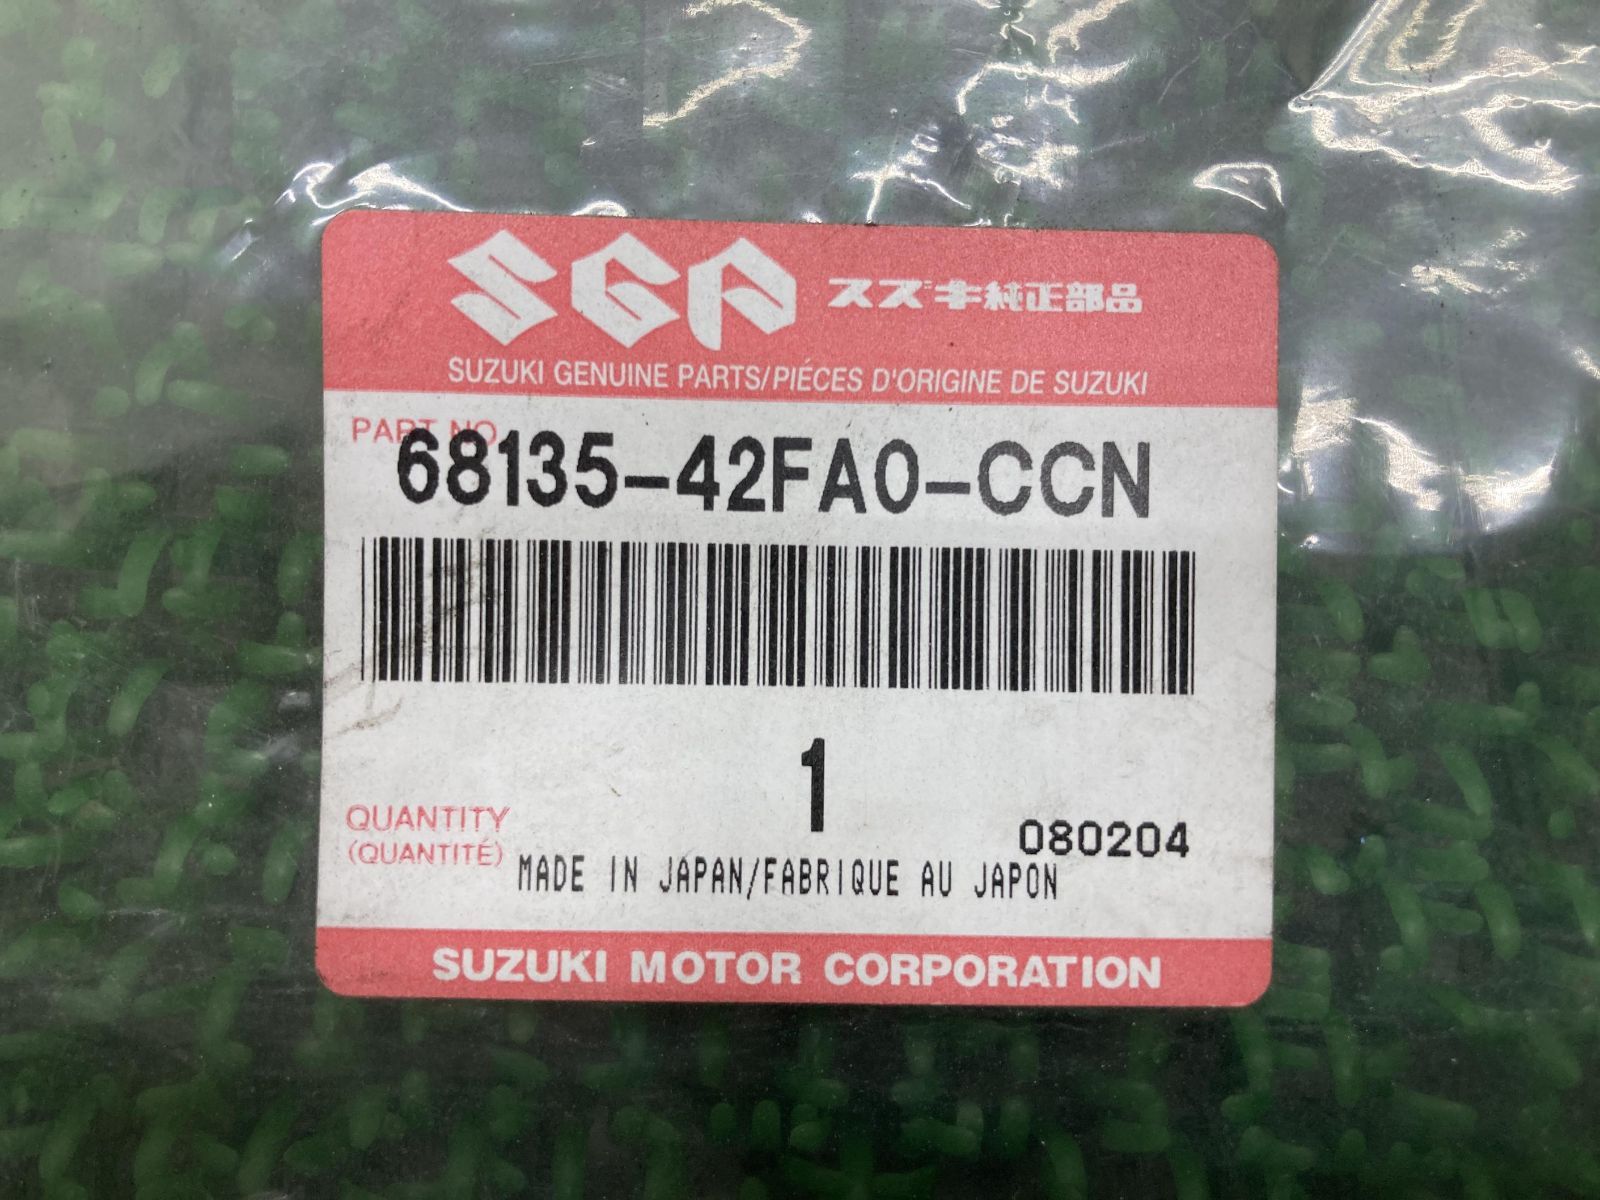 SGP スズキ純正部品
SUZUKI GENUINE PARTS/PIÉCES D'ORIGINE DE SUZUKI
PART NO.
68135-42FA0-CCN
1
QUANTITY
(QUANTITÉ)
080204
MADE IN JAPAN/FABRIQUE AU JAPON
SUZUKI MOTOR CORPORATION